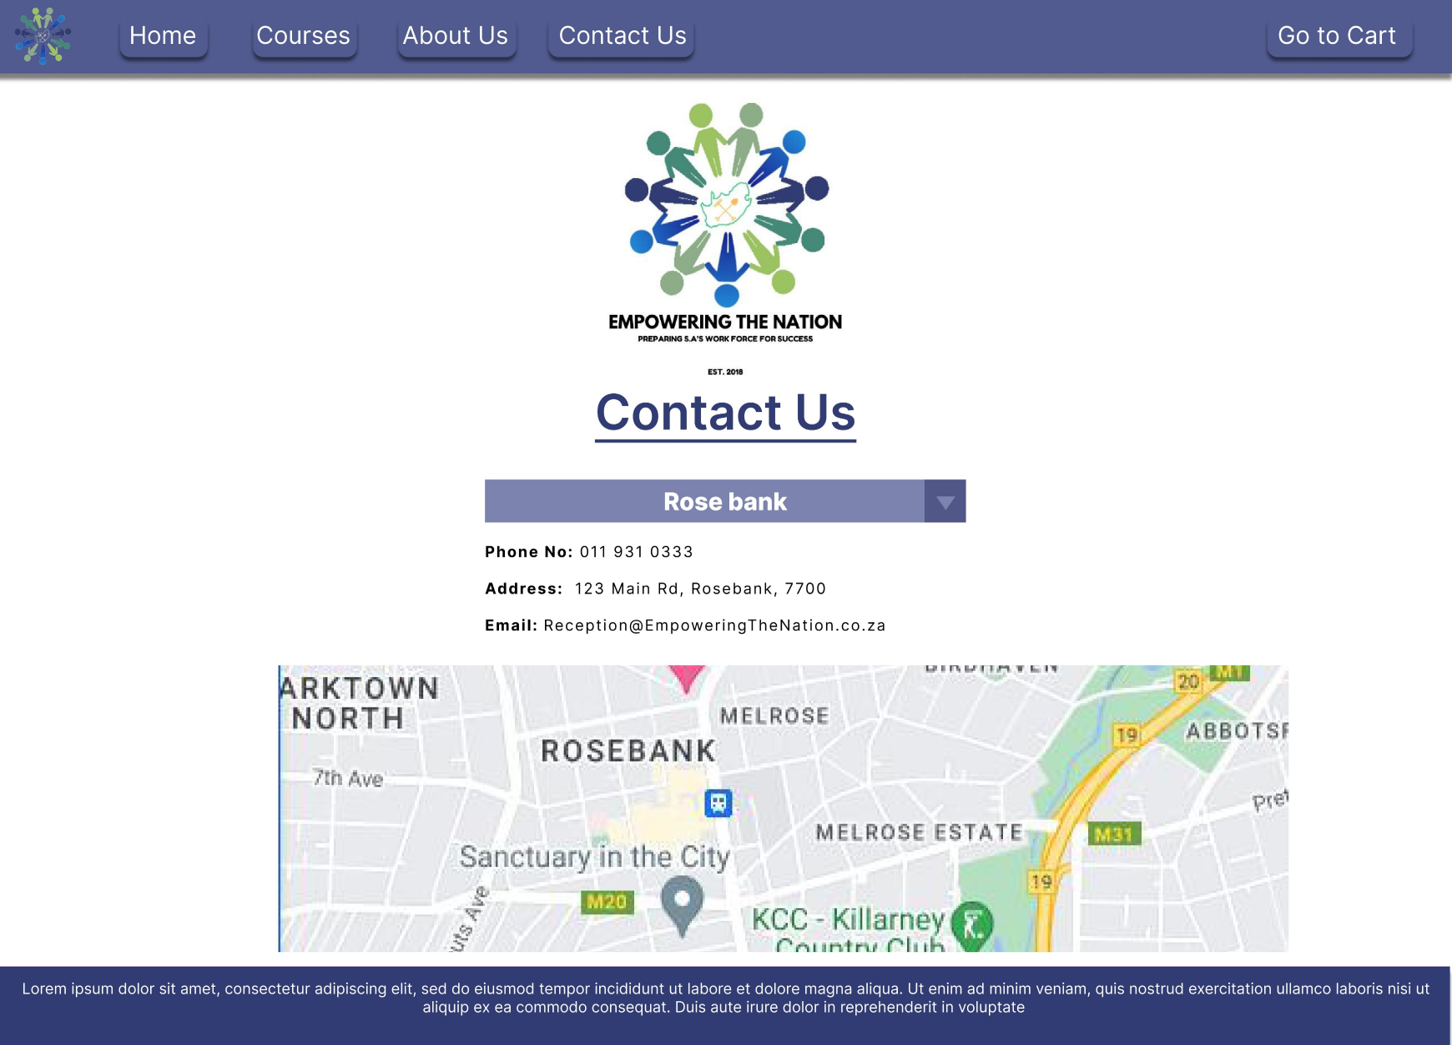 Home Courses About Us Contact Us Go to Cart
EMPOWERING THE NATION
PREPARING S.A'S WORK FORCE FOR SUCCESS
EST. 2018
Contact Us
Rose bank
Phone No: 011 931 0333
Address: 123 Main Rd, Rosebank, 7700
Email: Reception@EmpoweringTheNation.co.za
BIRDHAVEN
M1
20
ARKTOWN
NORTH
MELROSE
19
ABBOTSF
ROSEBANK
7th Ave
Pret
MELROSE ESTATE
M31
Sanctuary in the City
19
M20
uts Ave
KCC - Killarney
Country Club
Lorem ipsum dolor sit amet, consectetur adipiscing elit, sed do eiusmod tempor incididunt ut labore et dolore magna aliqua. Ut enim ad minim veniam, quis nostrud exercitation ullamco laboris nisi ut
aliquip ex ea commodo consequat. Duis aute irure dolor in reprehenderit in voluptate